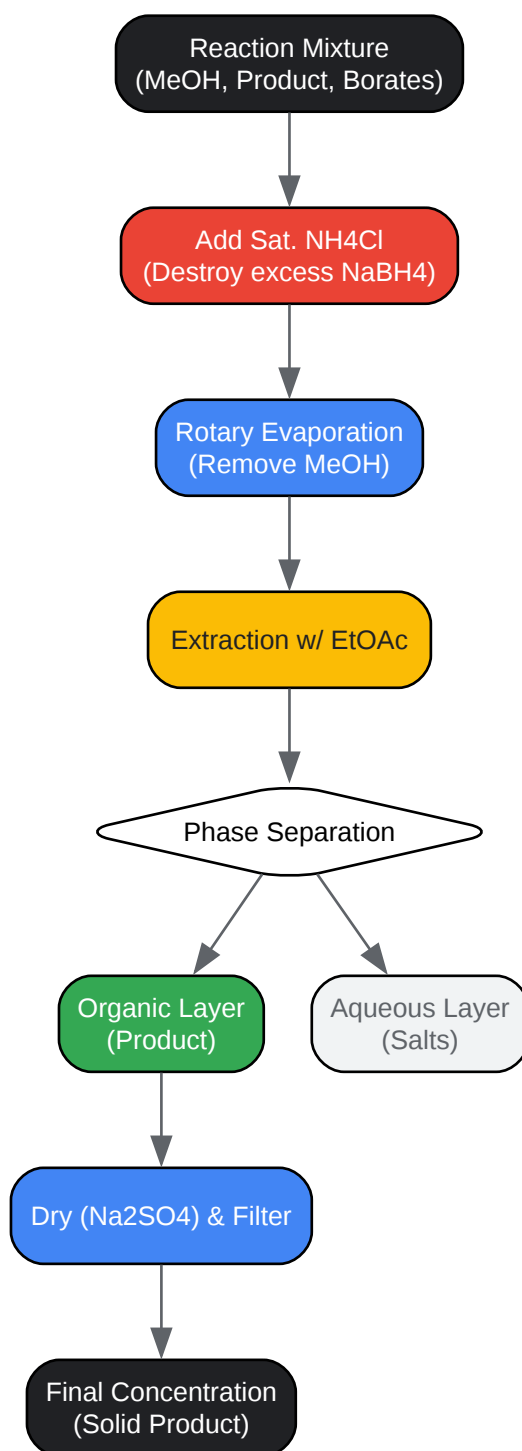 Reaction Mixture
(MeOH, Product, Borates)
Add Sat. NH4Cl
(Destroy excess NaBH4)
Rotary Evaporation
(Remove MeOH)
Extraction w/ EtOAc
Phase Separation
Organic Layer
(Product)
Aqueous Layer
(Salts)
Dry (Na2SO4) & Filter
Final Concentration
(Solid Product)